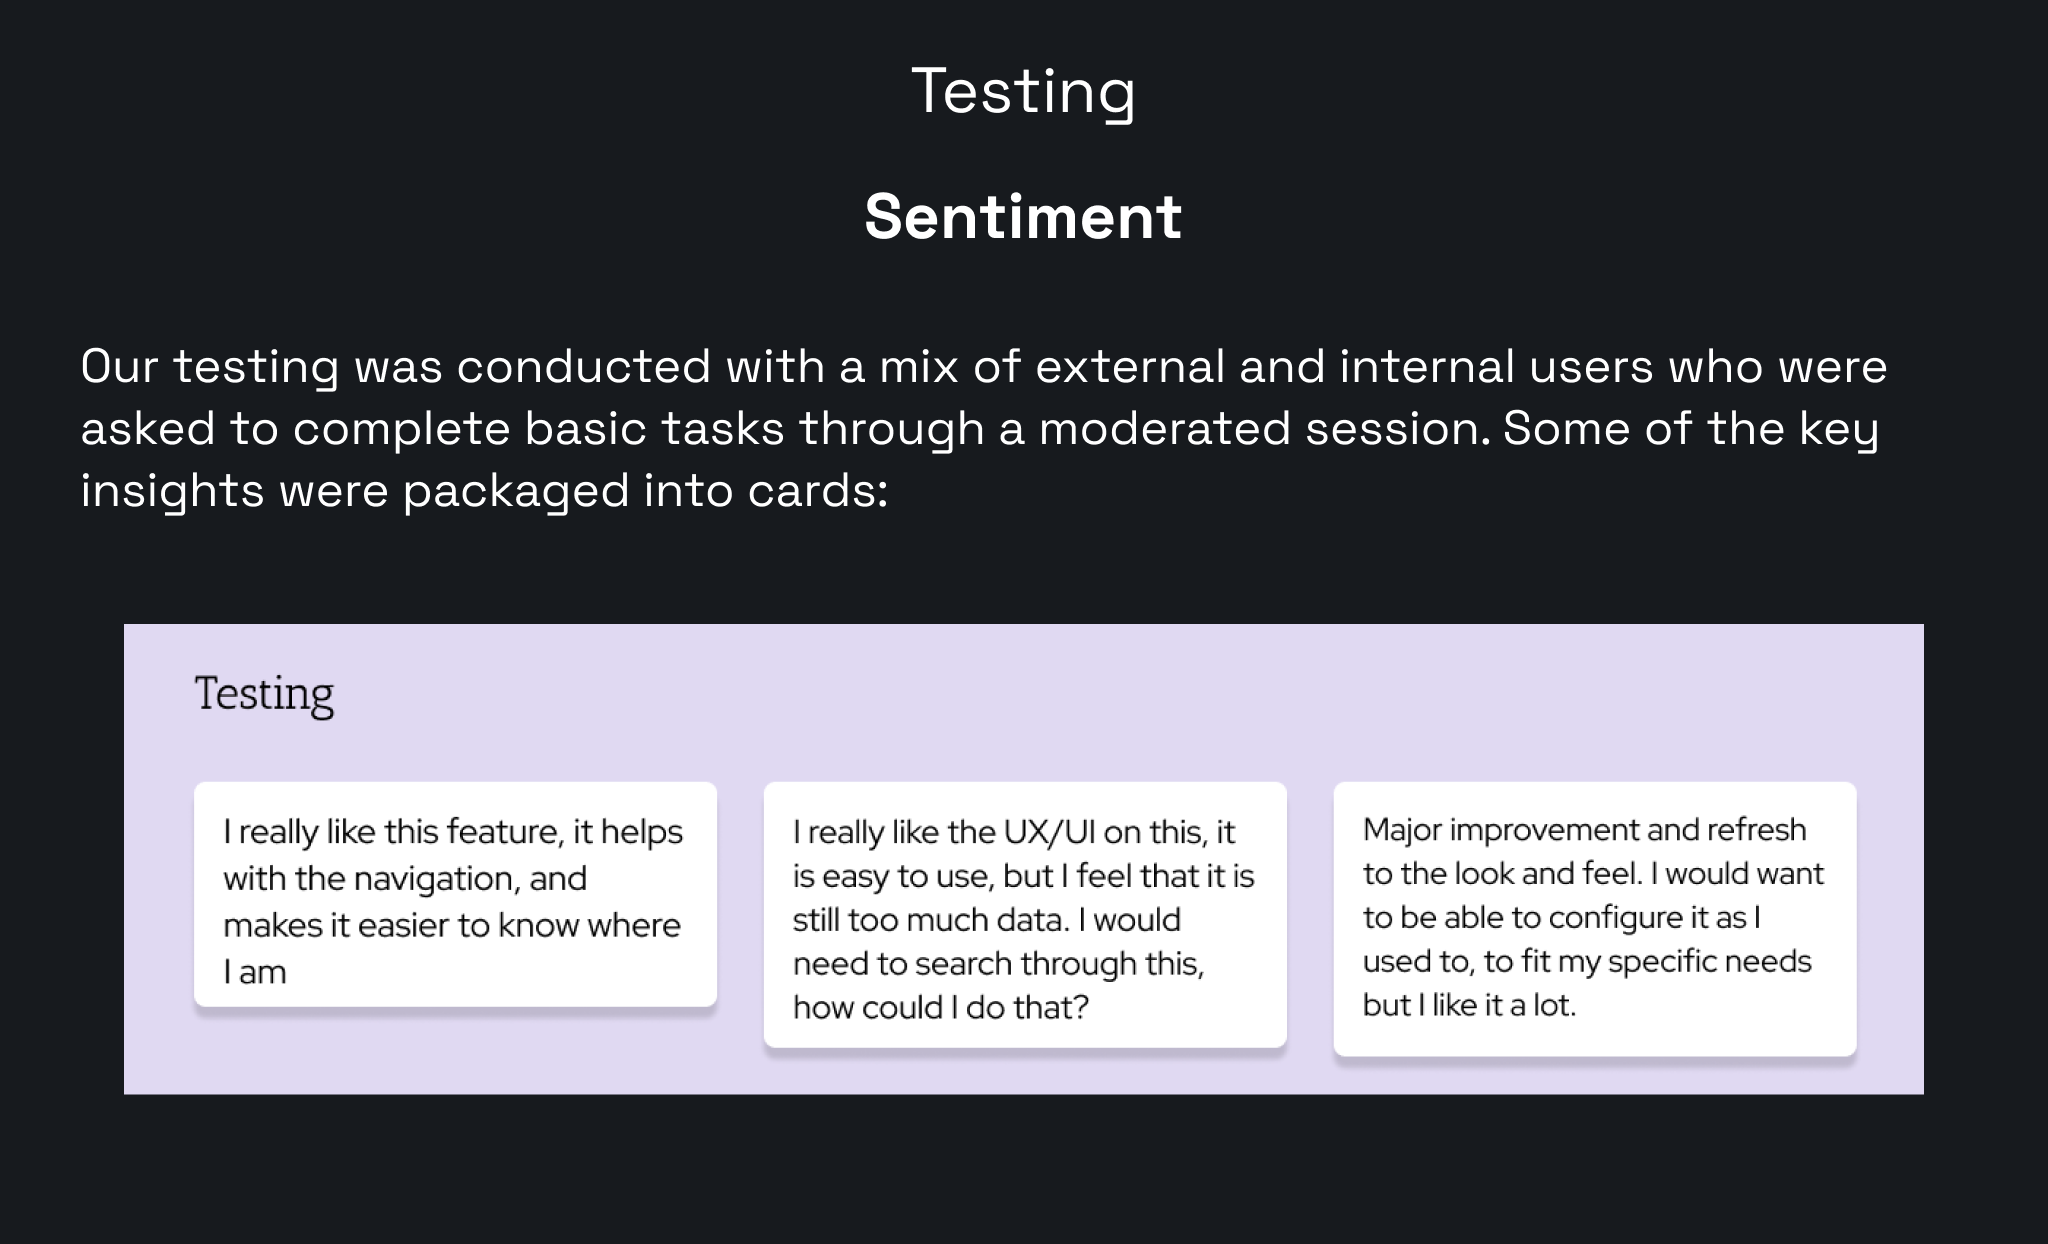 Testing
Sentiment
Our testing was conducted with a mix of external and internal users who were
asked to complete basic tasks through a moderated session. Some of the key
insights were packaged into cards:
Testing
I really like this feature, it helps
with the navigation, and
makes it easier to know where
I am
I really like the UX/UI on this, it
is easy to use, but I feel that it is
still too much data. I would
need to search through this,
how could I do that?
Major improvement and refresh
to the look and feel. I would want
to be able to configure it as I
used to, to fit my specific needs
but I like it a lot.